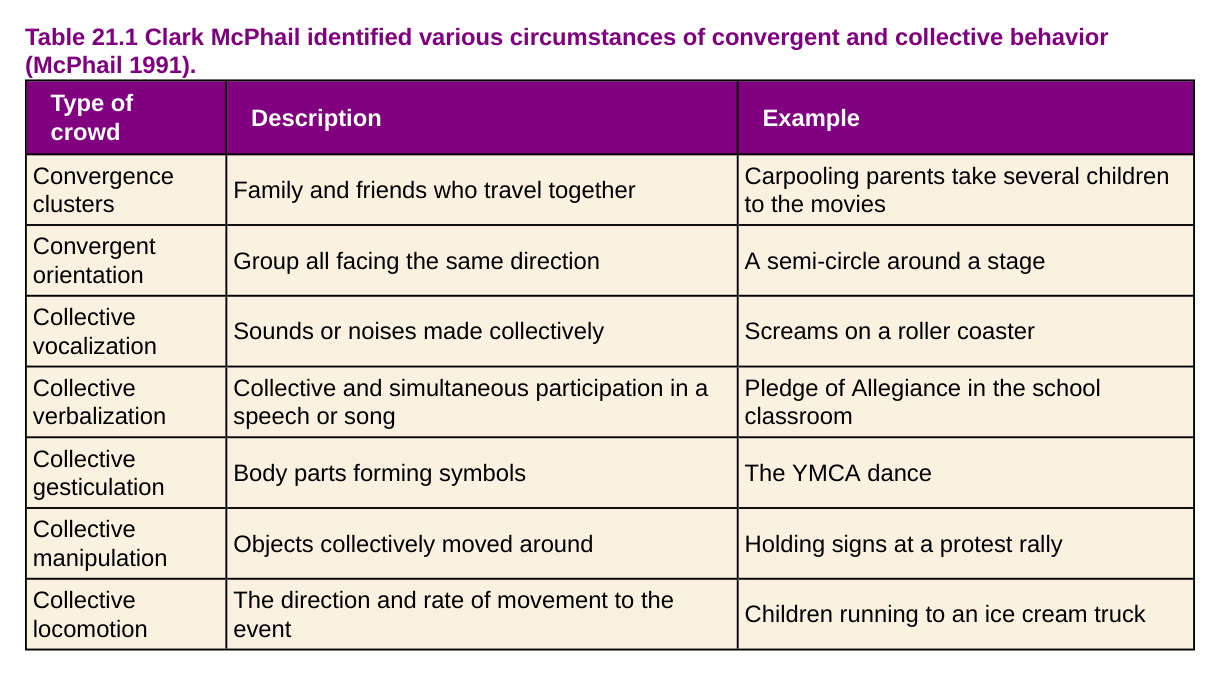 Table 21.1 Clark McPhail identified various circumstances of convergent and collective behavior
(McPhail 1991).
Type of
crowd
Description
Example
Convergence
clusters
Family and friends who travel together
Carpooling parents take several children
to the movies
Convergent
orientation
Group all facing the same direction
A semi-circle around a stage
Collective
vocalization
Sounds or noises made collectively
Screams on a roller coaster
Collective
verbalization
Collective and simultaneous participation in a
speech or song
Pledge of Allegiance in the school
classroom
Collective
gesticulation
Body parts forming symbols
The YMCA dance
Collective
manipulation
Objects collectively moved around
Holding signs at a protest rally
Collective
locomotion
The direction and rate of movement to the
event
Children running to an ice cream truck